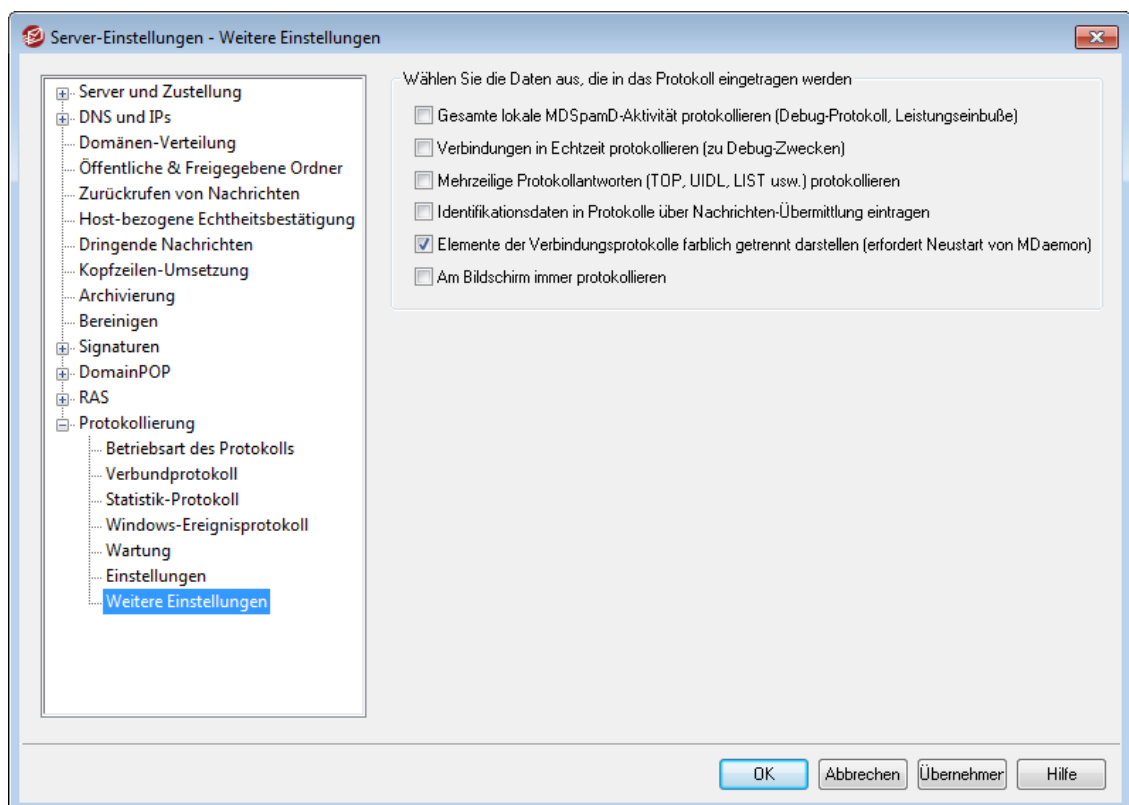 Server-Einstellungen - Weitere Einstellungen
Server und Zustellung
DNS und IPs
Domänen-Verteilung
Öffentliche & Freigegebene Ordner
Zurückrufen von Nachrichten
Host-bezogene Echtheitsbestätigung
Dringende Nachrichten
Kopfzeilen-Umsetzung
Archivierung
Bereinigen
Signaturen
DomainPOP
RAS
Protokollierung
Betriebsart des Protokolls
Verbundprotokoll
Statistik-Protokoll
Windows-Ereignisprotokoll
Wartung
Einstellungen
Weitere Einstellungen
Wählen Sie die Daten aus, die in das Protokoll eingetragen werden
Gesamte lokale MDSpamD-Aktivität protokollieren (Debug-Protokoll, Leistungseinbuße)
Verbindungen in Echtzeit protokollieren (zu Debug-Zwecken)
Mehrzeilige Protokollantworten (TOP, UIDL, LIST usw.) protokollieren
Identifikationsdaten in Protokolle über Nachrichten-Übermittlung eintragen
Elemente der Verbindungsprotokolle farblich getrennt darstellen (erfordert Neustart von MDaemon)
Am Bildschirm immer protokollieren
OK Abbrechen Übernehmer Hilfe